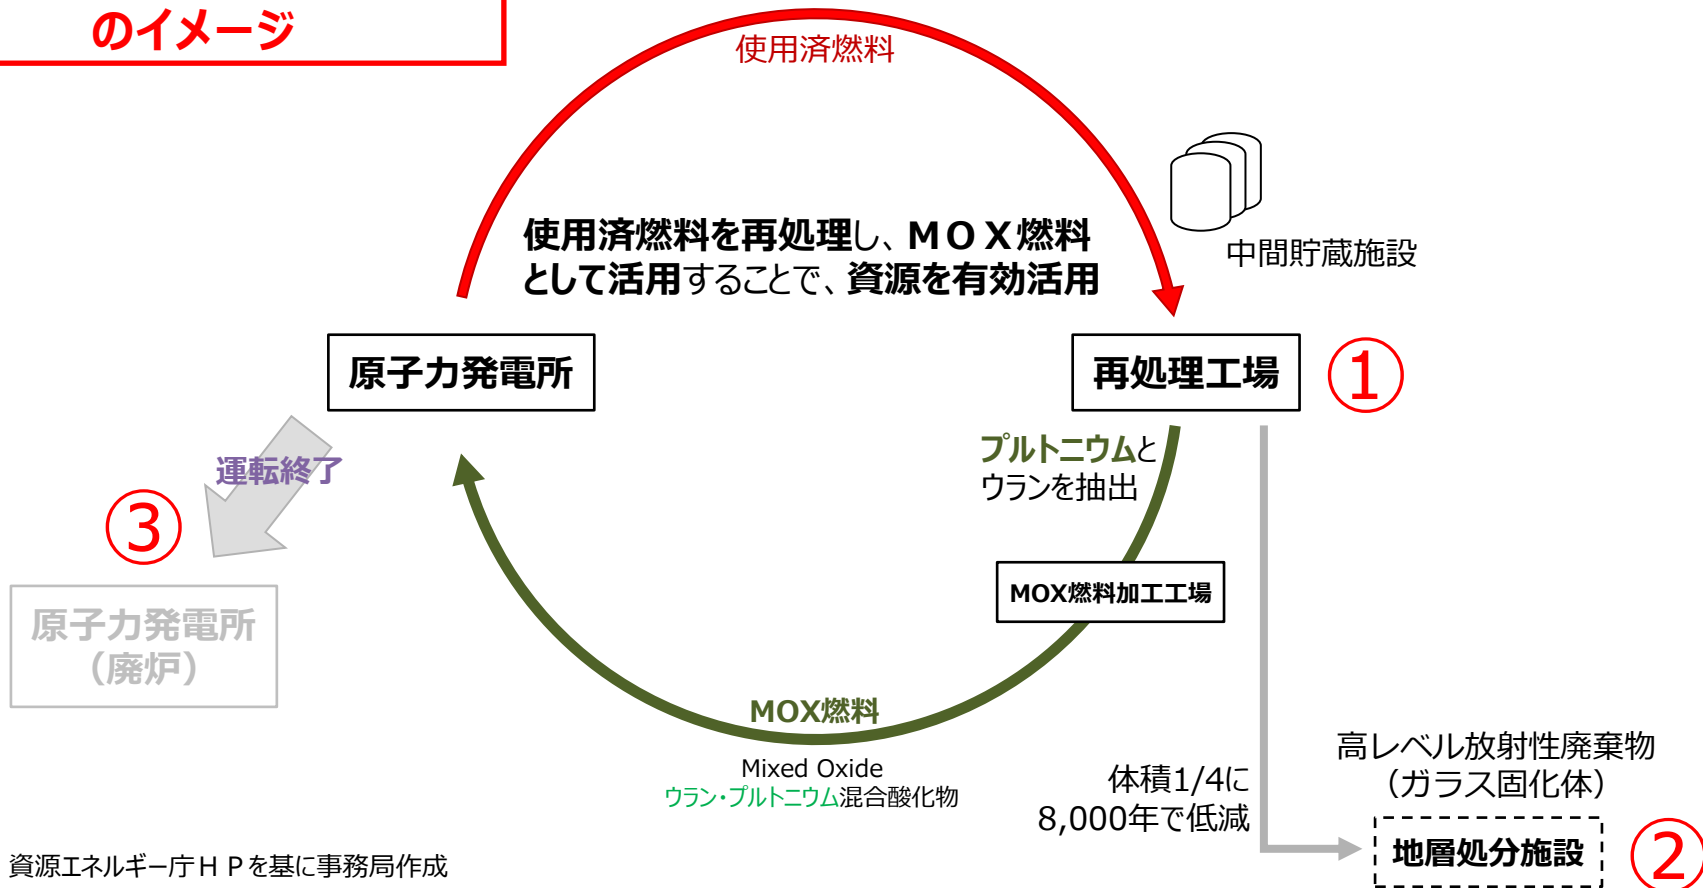 のイメージ
使用済燃料
中間貯蔵施設
使用済燃料を再処理し、MOX燃料
として活用することで、資源を有効活用
原子力発電所
再処理工場
①
プルトニウムと
ウランを抽出
運転終了
③
MOX燃料加工工場
原子力発電所
（廃炉）
MOX燃料
Mixed Oxide
ウラン・プルトニウム混合酸化物
体積1/4に
8,000年で低減
高レベル放射性廃棄物
（ガラス固化体）
地層処分施設
②
資源エネルギー庁ＨＰを基に事務局作成